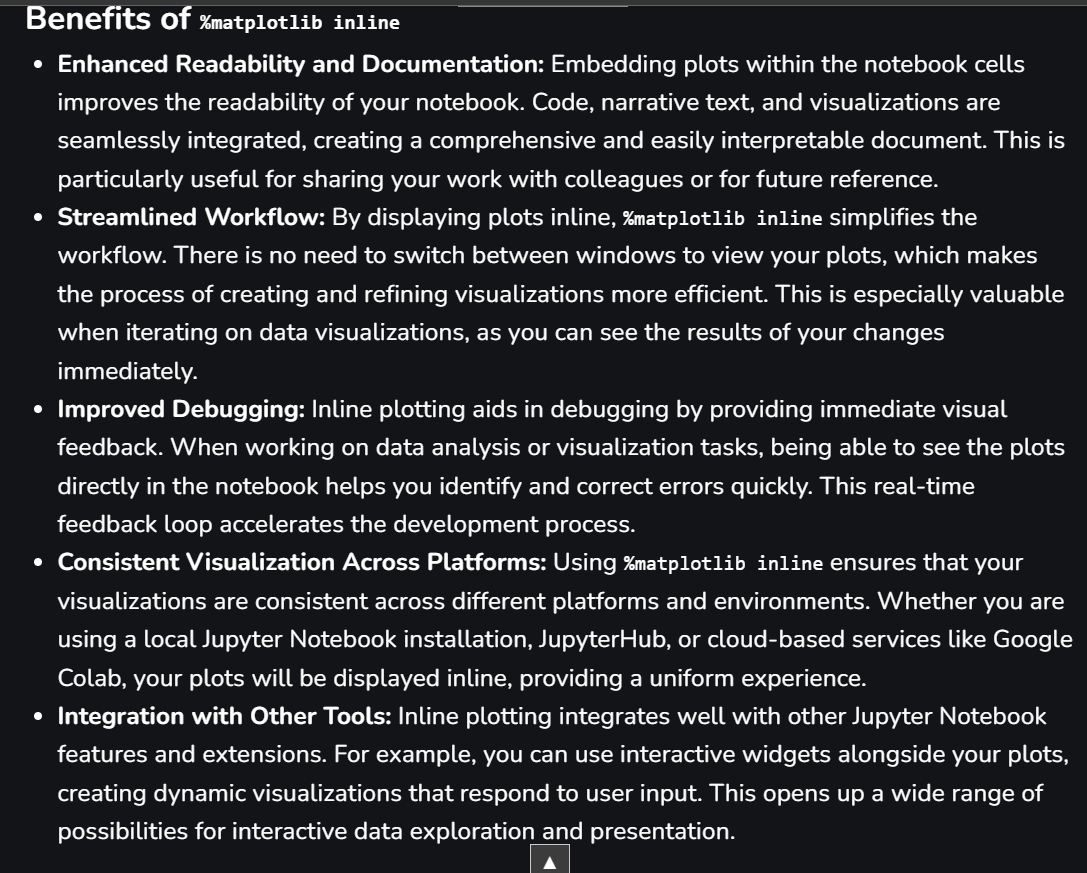 Benefits of %matplotlib inline
• Enhanced Readability and Documentation: Embedding plots within the notebook cells
improves the readability of your notebook. Code, narrative text, and visualizations are
seamlessly integrated, creating a comprehensive and easily interpretable document. This is
particularly useful for sharing your work with colleagues or for future reference.
• Streamlined Workflow: By displaying plots inline, %matplotlib inline simplifies the
workflow. There is no need to switch between windows to view your plots, which makes
the process of creating and refining visualizations more efficient. This is especially valuable
when iterating on data visualizations, as you can see the results of your changes
immediately.
• Improved Debugging: Inline plotting aids in debugging by providing immediate visual
feedback. When working on data analysis or visualization tasks, being able to see the plots
directly in the notebook helps you identify and correct errors quickly. This real-time
feedback loop accelerates the development process.
• Consistent Visualization Across Platforms: Using %matplotlib inline ensures that your
visualizations are consistent across different platforms and environments. Whether you are
using a local Jupyter Notebook installation, JupyterHub, or cloud-based services like Google
Colab, your plots will be displayed inline, providing a uniform experience.
• Integration with Other Tools: Inline plotting integrates well with other Jupyter Notebook
features and extensions. For example, you can use interactive widgets alongside your plots,
creating dynamic visualizations that respond to user input. This opens up a wide range of
possibilities for interactive data exploration and presentation.